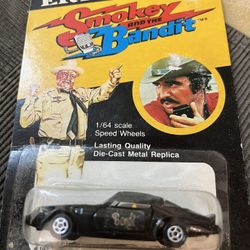 Smokey
AND THE
Bandit
1/64 scale
Speed Wheels
Lasting Quality
Die-Cast Metal Replica